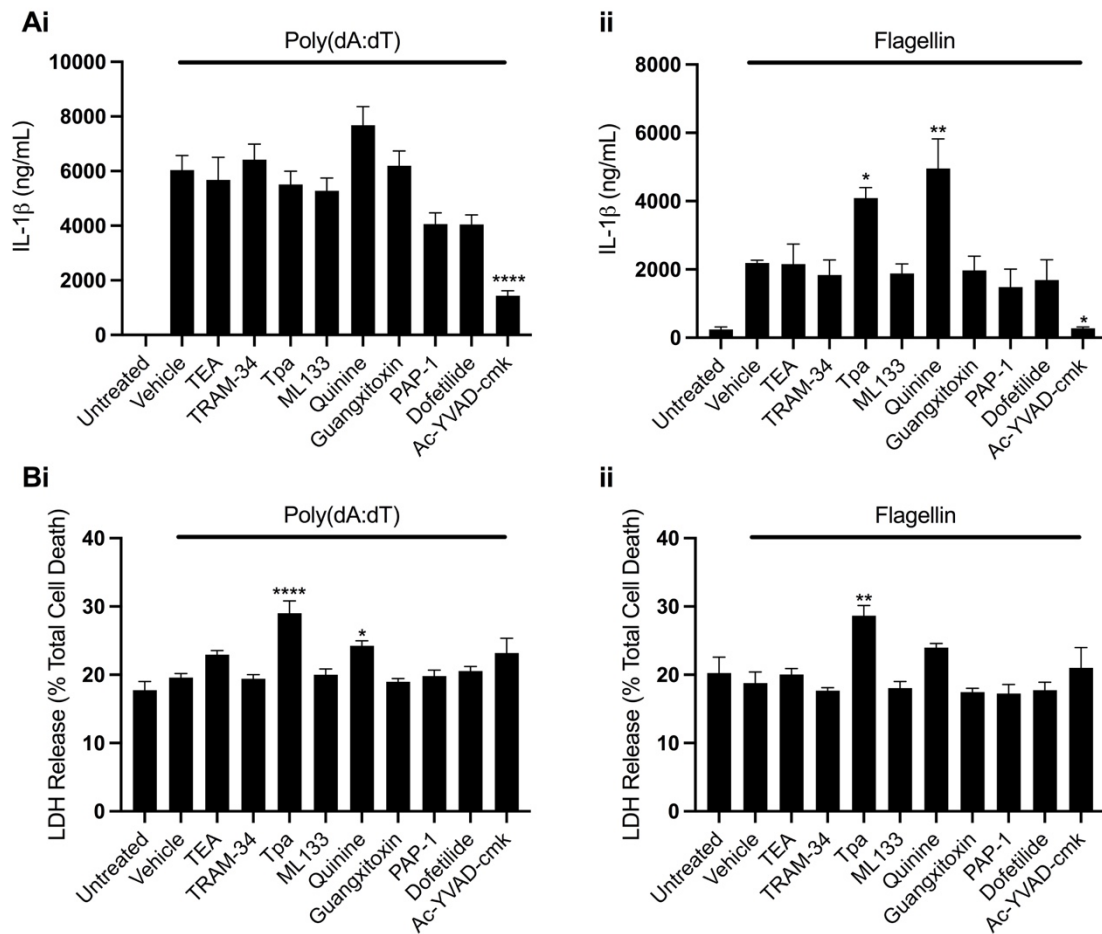 Ai
Poly(dA:dT)
10000
8000
6000
4000
2000
0
IL-1β (ng/mL)
****
Untreated
Vehicle
TEA
TRAM-34
Tpa
ML133
Quinine
Guangxitoxin
PAP-1
Dofetilide
Ac-YVAD-cmk
ii
Flagellin
8000
6000
4000
2000
0
IL-1β (ng/mL)
*
**
*
Untreated
Vehicle
TEA
TRAM-34
Tpa
ML133
Quinine
Guangxitoxin
PAP-1
Dofetilide
Ac-YVAD-cmk
Bi
Poly(dA:dT)
40
30
20
10
0
LDH Release (% Total Cell Death)
****
*
Untreated
Vehicle
TEA
TRAM-34
Tpa
ML133
Quinine
Guangxitoxin
PAP-1
Dofetilide
Ac-YVAD-cmk
ii
Flagellin
40
30
20
10
0
LDH Release (% Total Cell Death)
**
Untreated
Vehicle
TEA
TRAM-34
Tpa
ML133
Quinine
Guangxitoxin
PAP-1
Dofetilide
Ac-YVAD-cmk